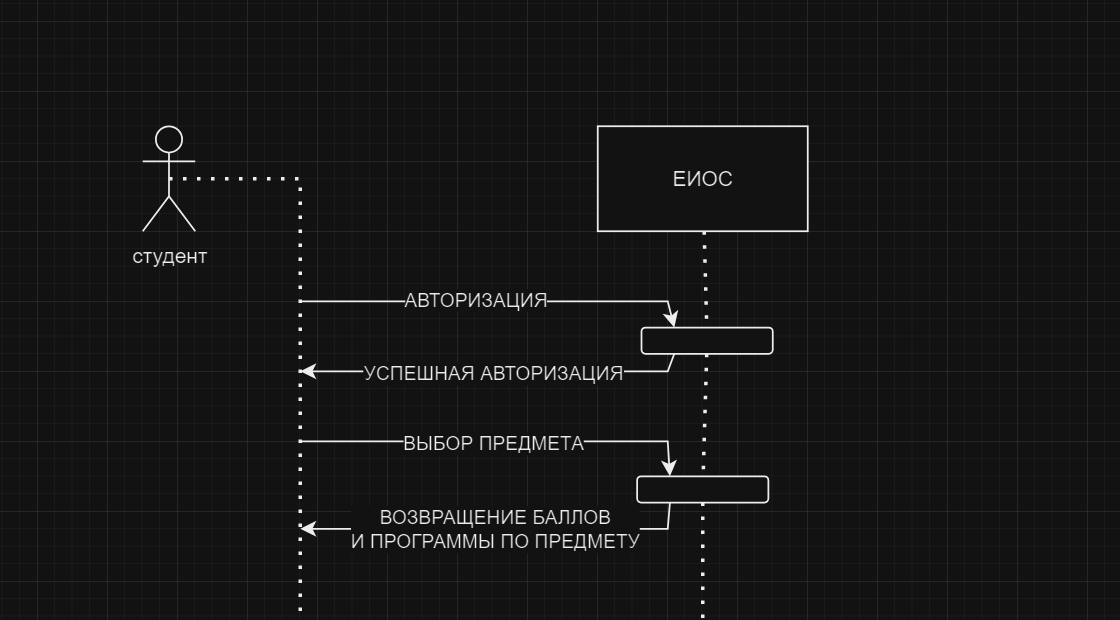 ЕИОС
студент
АВТОРИЗАЦИЯ
УСПЕШНАЯ АВТОРИЗАЦИЯ
ВЫБОР ПРЕДМЕТА
ВОЗВРАЩЕНИЕ БАЛЛОВ
И ПРОГРАММЫ ПО ПРЕДМЕТУ